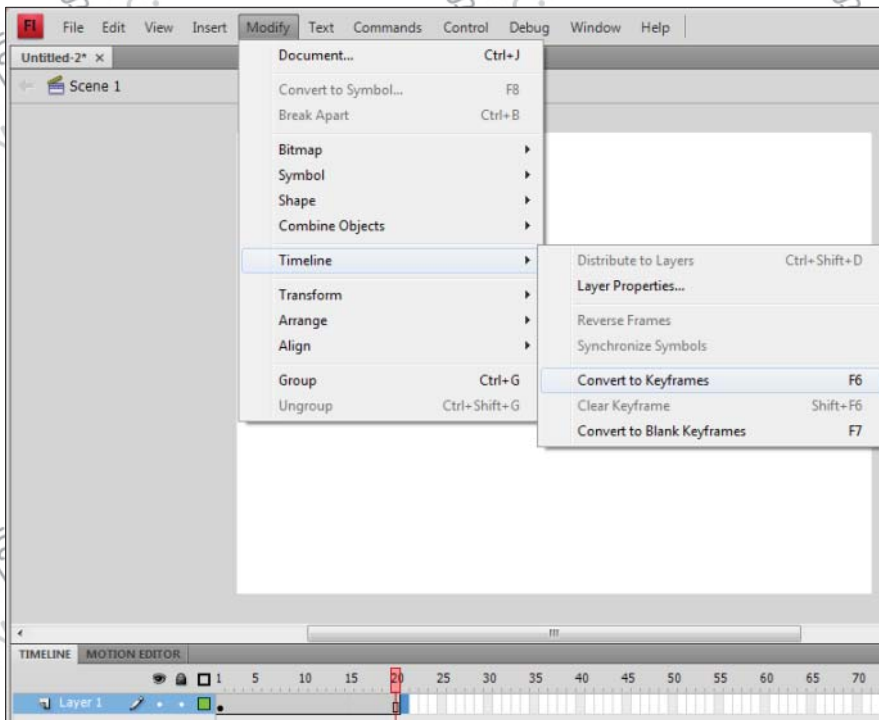 Fl File Edit View Insert Modify Text Commands Control Debug Window Help
Untitled-2* ×
Scene 1
Document... Ctrl+J
Convert to Symbol... F8
Break Apart Ctrl+B
Bitmap
Symbol
Shape
Combine Objects
Timeline
Transform
Arrange
Align
Group Ctrl+G
Ungroup Ctrl+Shift+G
Distribute to Layers Ctrl+Shift+D
Layer Properties...
Reverse Frames
Synchronize Symbols
Convert to Keyframes F6
Clear Keyframe Shift+F6
Convert to Blank Keyframes F7
TIMELINE MOTION EDITOR
1 5 10 15 20 25 30 35 40 45 50 55 60 65 70
Layer 1